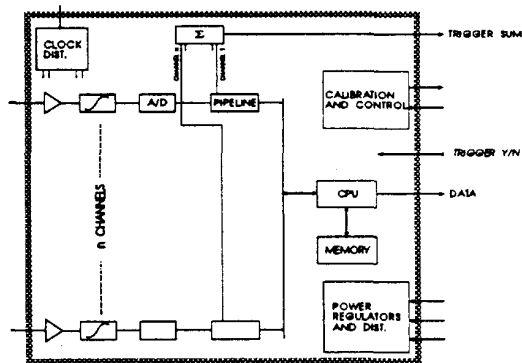 CLOCK
DIST.
Σ
TRIGGER SUM
CHANNEL n
CHANNEL 1
A/D
PIPELINE
CALIBRATION
AND CONTROL
TRIGGER Y/N
n CHANNELS
CPU
DATA
MEMORY
POWER
REGULATORS
AND DIST.